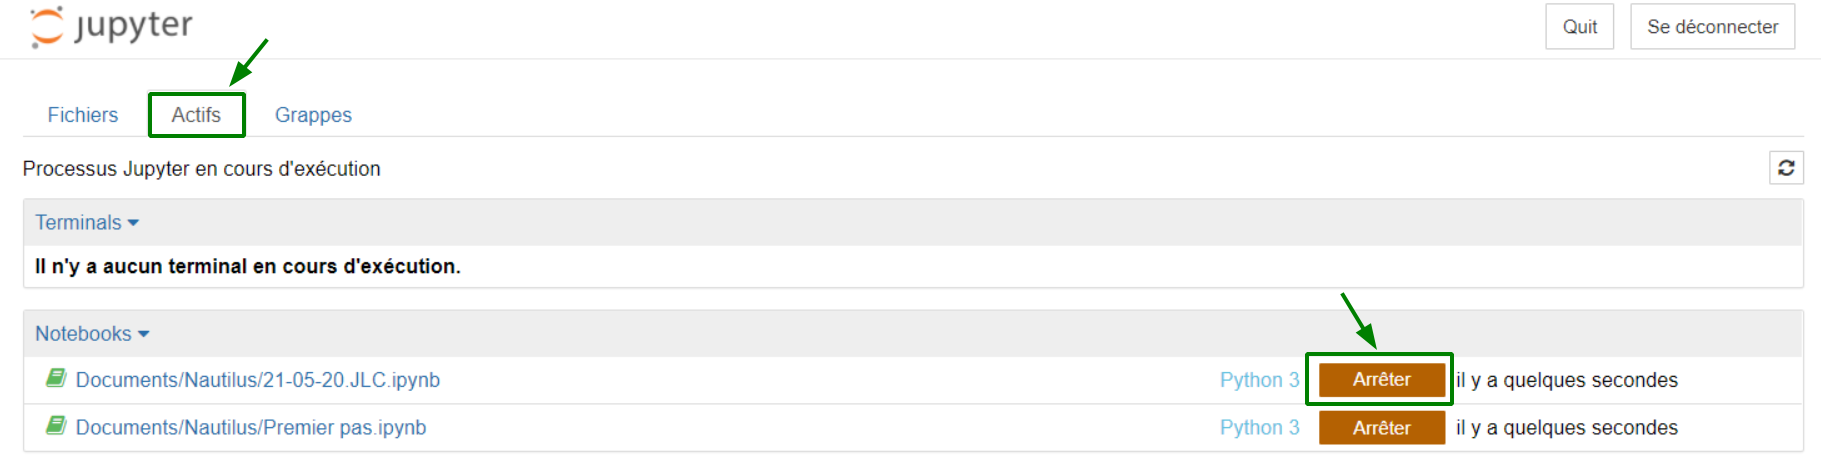 jupyter Quit Se déconnecter
Fichiers Actifs Grappes
Processus Jupyter en cours d'exécution
Terminals
Il n'y a aucun terminal en cours d'exécution.
Notebooks
Documents/Nautilus/21-05-20.JLC.ipynb Python 3 Arrêter il y a quelques secondes
Documents/Nautilus/Premier pas.ipynb Python 3 Arrêter il y a quelques secondes